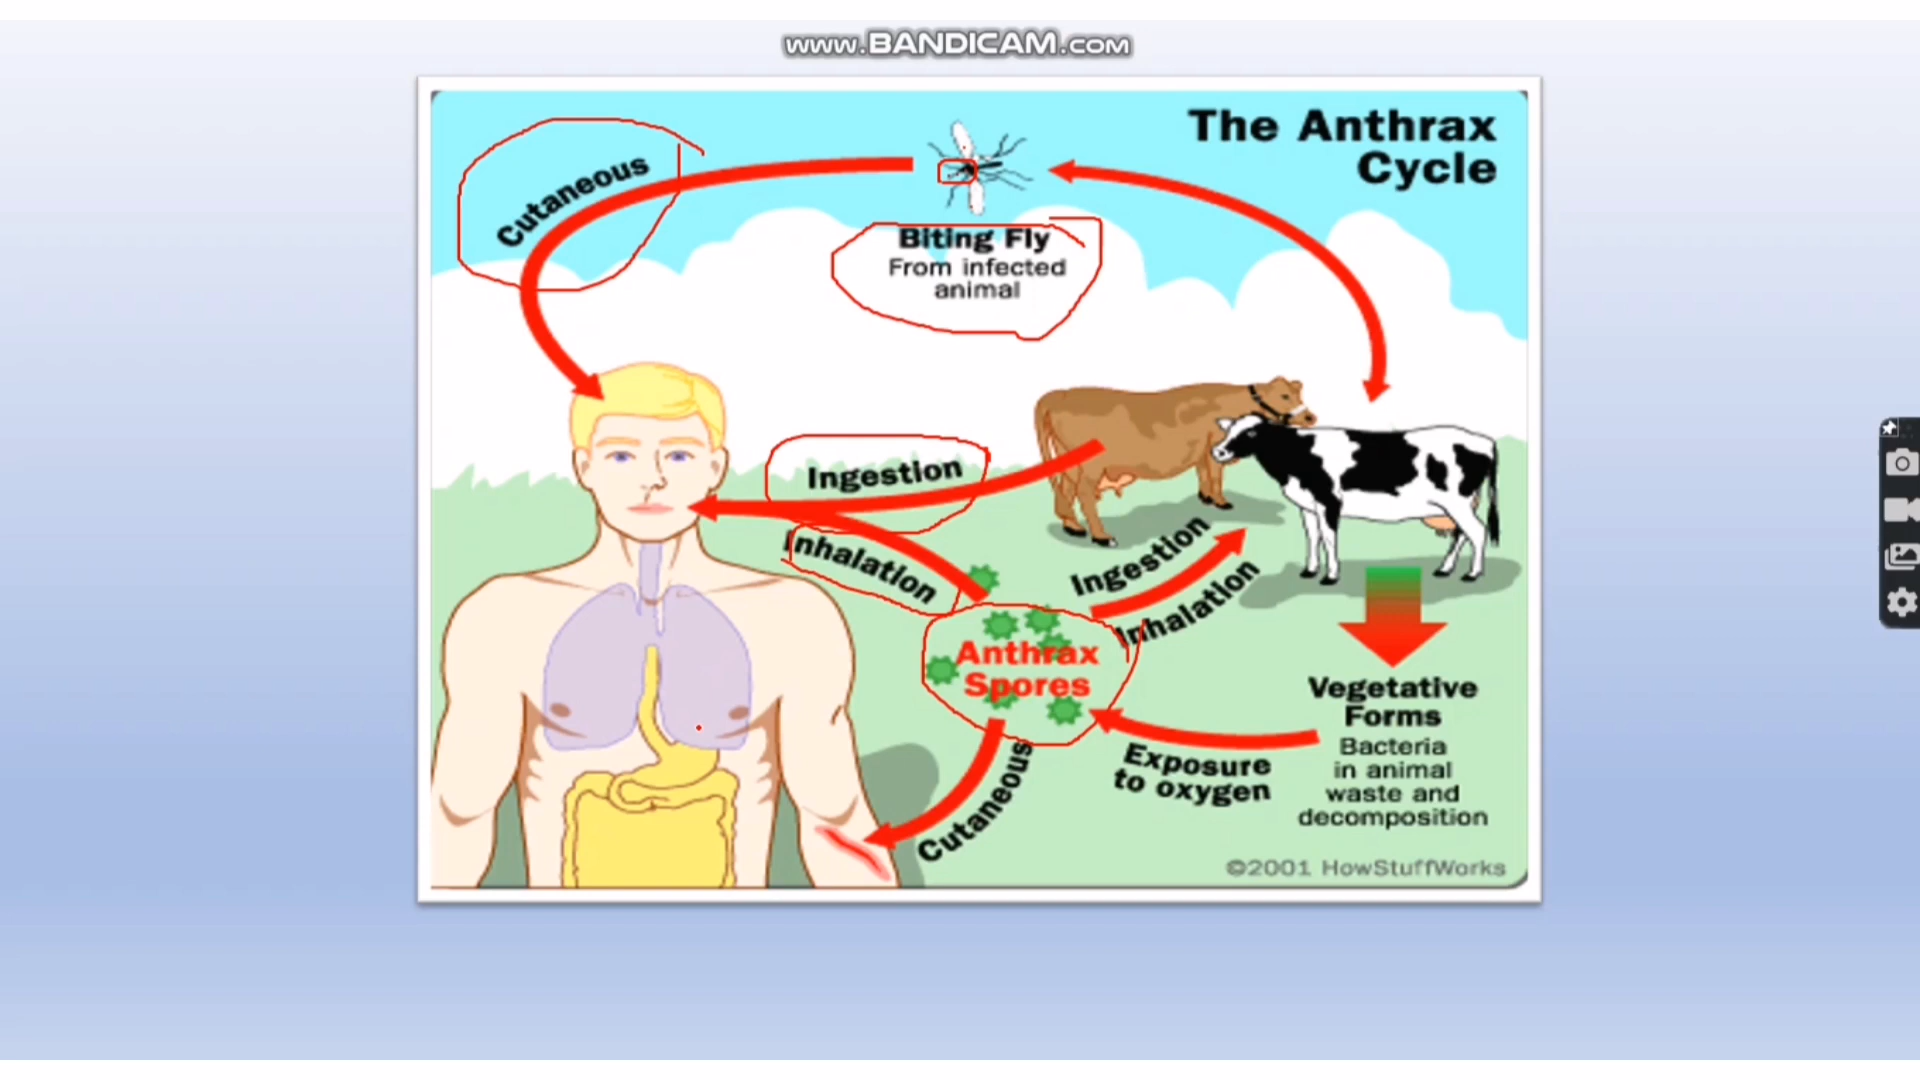 www.BANDICAM.com
The Anthrax
Cycle
Cutaneous
Biting Fly
From infected
animal
Ingestion
Inhalation
Ingestion
Inhalation
Anthrax
Spores
Vegetative
Forms
Bacteria
in animal
waste and
decomposition
Exposure
to oxygen
Cutaneous
©2001 HowStuffWorks